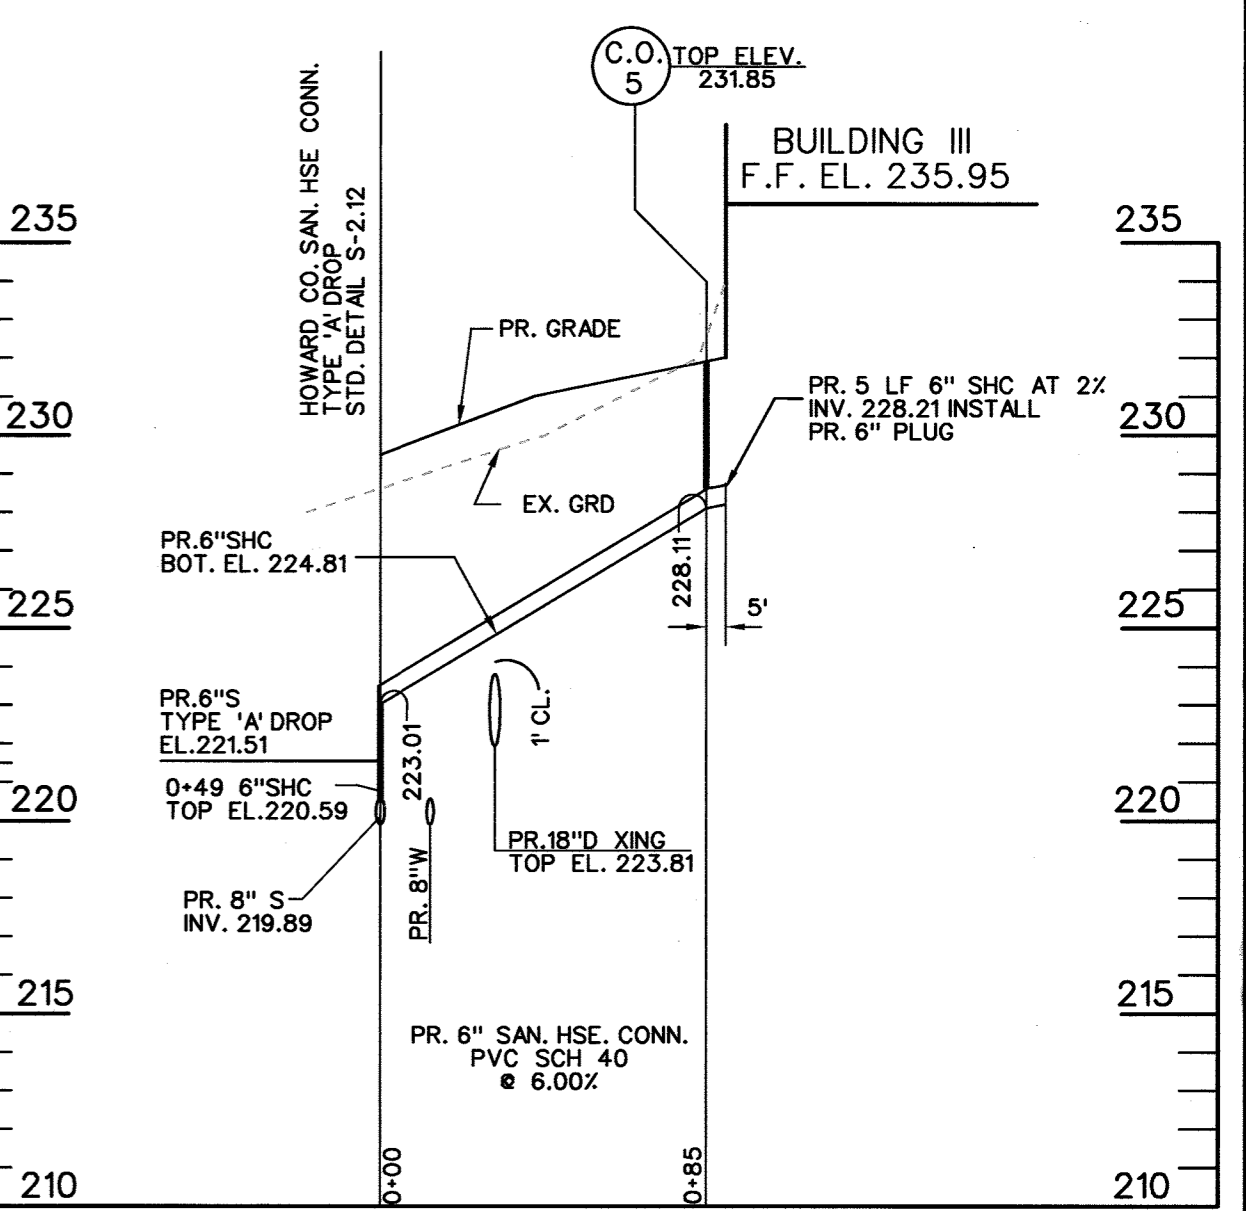 C.O.
5
TOP ELEV.
231.85
HOWARD CO. SAN. HSE CONN.
TYPE 'A' DROP
STD. DETAIL S-2.12
BUILDING III
F.F. EL. 235.95
235
235
PR. GRADE
PR. 5 LF 6" SHC AT 2%
INV. 228.21 INSTALL
PR. 6" PLUG
230
230
EX. GRD
PR.6"SHC
BOT. EL. 224.81
228.11
225
225
5'
PR.6"S
TYPE 'A' DROP
EL.221.51
223.01
1' CL.
0+49 6"SHC
TOP EL.220.59
220
220
PR.18"D XING
TOP EL. 223.81
PR. 8"W
PR. 8" S
INV. 219.89
215
215
PR. 6" SAN. HSE. CONN.
PVC SCH 40
@ 6.00%
0+00
0+85
210
210